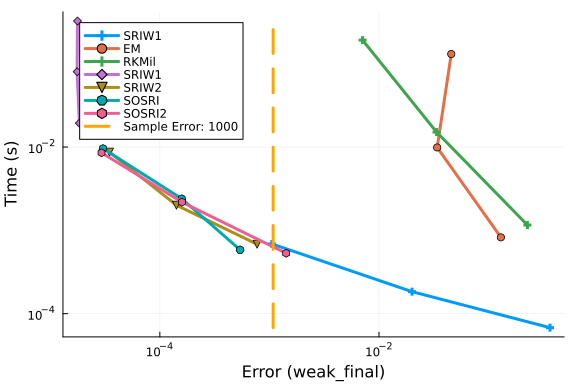 SRIW1
EM
RKMil
SRIW1
SRIW2
SOSRI
SOSRI2
Sample Error: 1000
Time (s)
10⁻²
10⁻⁴
10⁻⁴
10⁻²
Error (weak_final)